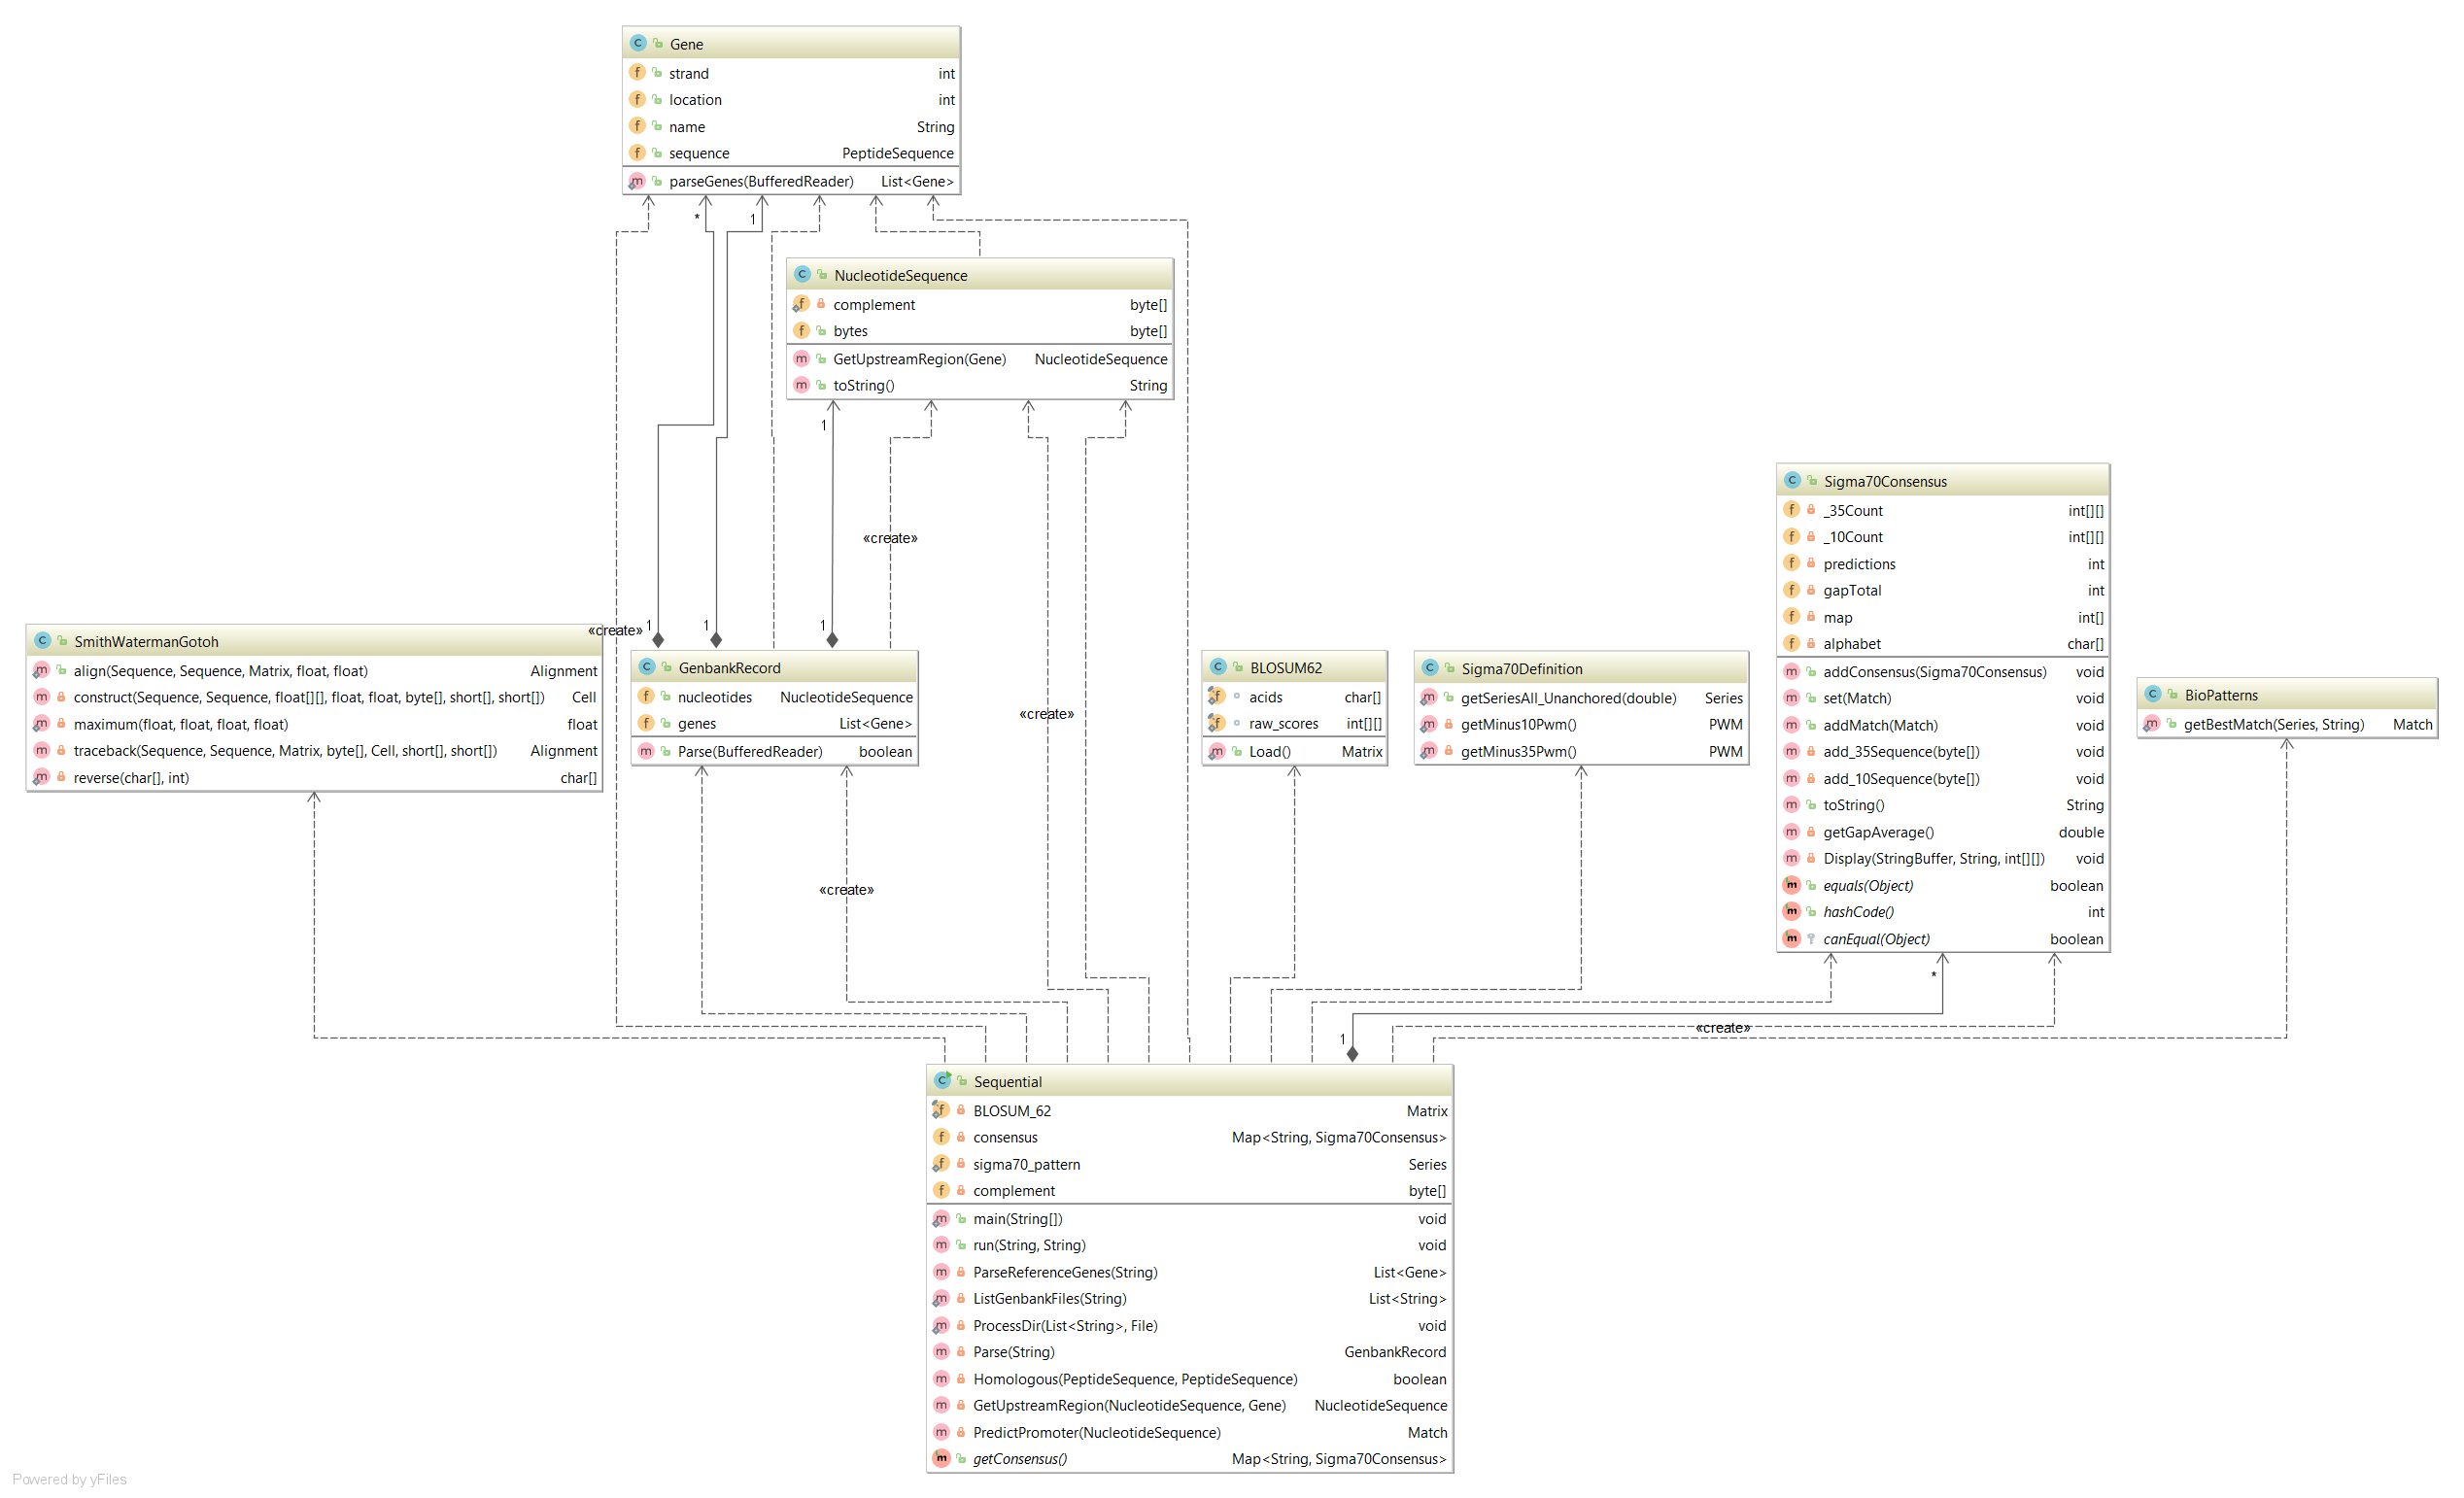 Gene
strand int
location int
name String
sequence PeptideSequence
parseGenes(BufferedReader) List<Gene>
* 1
NucleotideSequence
complement byte[]
bytes byte[]
GetUpstreamRegion(Gene) NucleotideSequence
toString() String
1
«create»
Sigma70Consensus
_35Count int[][]
_10Count int[][]
predictions int
gapTotal int
map int[]
alphabet char[]
addConsensus(Sigma70Consensus) void
set(Match) void
addMatch(Match) void
add_35Sequence(byte[]) void
add_10Sequence(byte[]) void
toString() String
getGapAverage() double
Display(StringBuffer, String, int[][]) void
equals(Object) boolean
hashCode() int
canEqual(Object) boolean
*
SmithWatermanGotoh
align(Sequence, Sequence, Matrix, float, float) Alignment
construct(Sequence, Sequence, float[][], float, float, byte[], short[], short[]) Cell
maximum(float, float, float, float) float
traceback(Sequence, Sequence, Matrix, byte[], Cell, short[], short[]) Alignment
reverse(char[], int) char[]
«create» 1 1 1
GenbankRecord
nucleotides NucleotideSequence
genes List<Gene>
Parse(BufferedReader) boolean
«create»
BLOSUM62
acids char[]
raw_scores int[][]
Load() Matrix
Sigma70Definition
getSeriesAll_Unanchored(double) Series
getMinus10Pwm() PWM
getMinus35Pwm() PWM
BioPatterns
getBestMatch(Series, String) Match
«create»
1 «create»
Sequential
BLOSUM_62 Matrix
consensus Map<String, Sigma70Consensus>
sigma70_pattern Series
complement byte[]
main(String[]) void
run(String, String) void
ParseReferenceGenes(String) List<Gene>
ListGenbankFiles(String) List<String>
ProcessDir(List<String>, File) void
Parse(String) GenbankRecord
Homologous(PeptideSequence, PeptideSequence) boolean
GetUpstreamRegion(NucleotideSequence, Gene) NucleotideSequence
PredictPromoter(NucleotideSequence) Match
getConsensus() Map<String, Sigma70Consensus>
Powered by yFiles